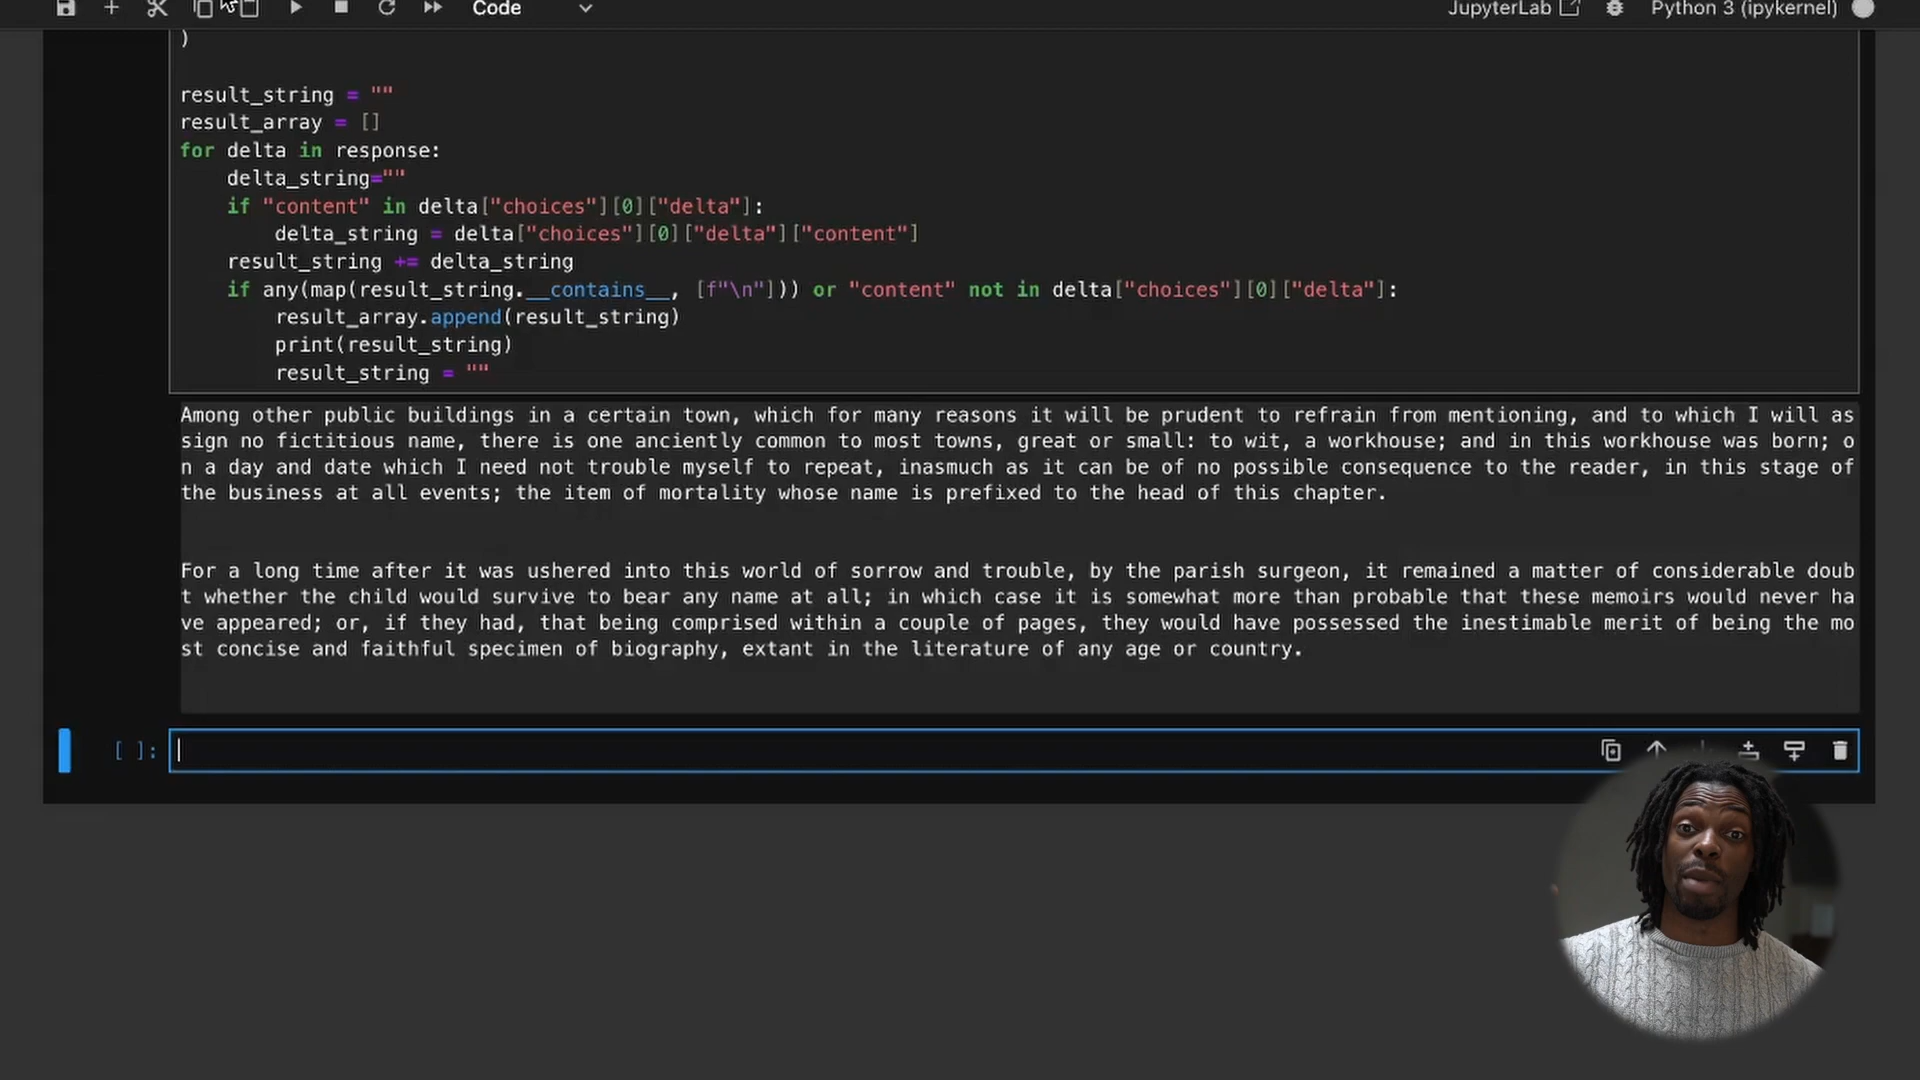 Code
JupyterLab
Python 3 (ipykernel)
)
result_string = ""
result_array = []
for delta in response:
    delta_string=""
    if "content" in delta["choices"][0]["delta"]:
        delta_string = delta["choices"][0]["delta"]["content"]
    result_string += delta_string
    if any(map(result_string.__contains__, [f"\n"])) or "content" not in delta["choices"][0]["delta"]:
        result_array.append(result_string)
        print(result_string)
        result_string = ""
Among other public buildings in a certain town, which for many reasons it will be prudent to refrain from mentioning, and to which I will as
sign no fictitious name, there is one anciently common to most towns, great or small: to wit, a workhouse; and in this workhouse was born; o
n a day and date which I need not trouble myself to repeat, inasmuch as it can be of no possible consequence to the reader, in this stage of
the business at all events; the item of mortality whose name is prefixed to the head of this chapter.
For a long time after it was ushered into this world of sorrow and trouble, by the parish surgeon, it remained a matter of considerable doub
t whether the child would survive to bear any name at all; in which case it is somewhat more than probable that these memoirs would never ha
ve appeared; or, if they had, that being comprised within a couple of pages, they would have possessed the inestimable merit of being the mo
st concise and faithful specimen of biography, extant in the literature of any age or country.
[ ]: